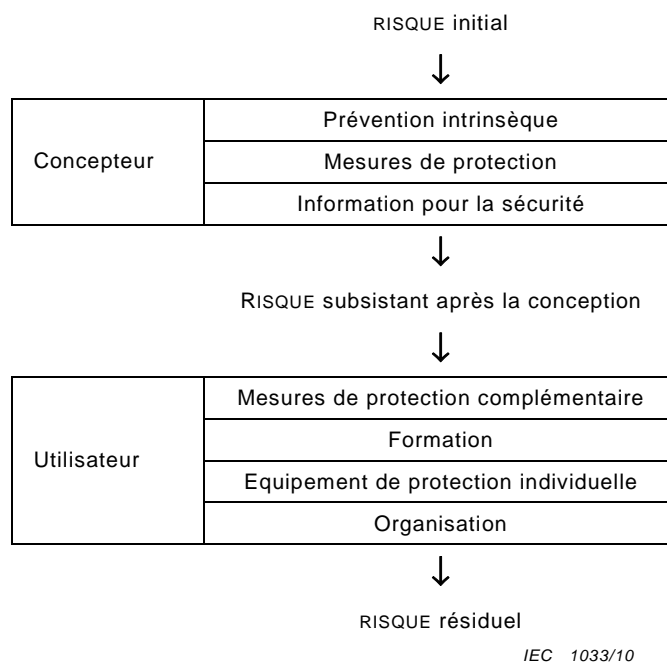 RISQUE initial
↓
Prévention intrinsèque
Concepteur
Mesures de protection
Information pour la sécurité
↓
RISQUE subsistant après la conception
↓
Mesures de protection complémentaire
Formation
Utilisateur
Equipement de protection individuelle
Organisation
↓
RISQUE résiduel
IEC 1033/10